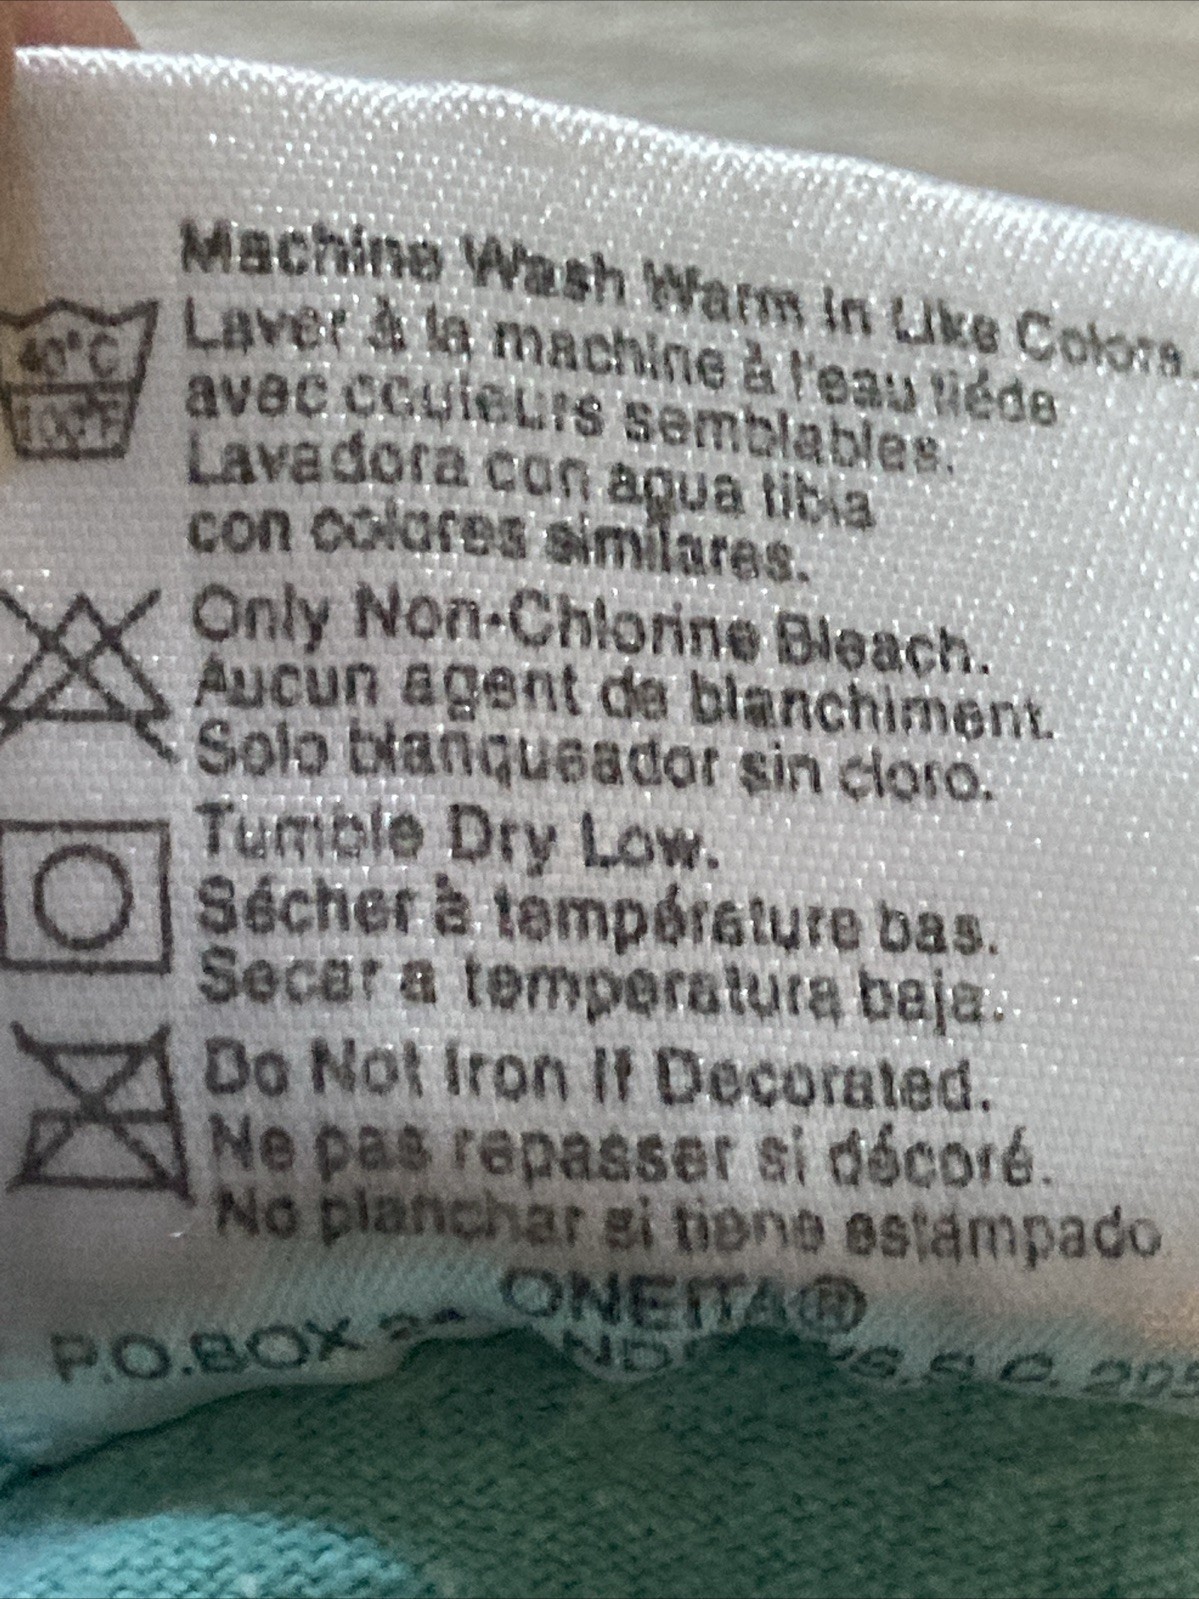 Machine Wash Warm in Like Colors.
40°C
Laver à la machine à l'eau tiéde
100°F
avec couleurs semblables.
Lavadora con agua tibia
con colores similares.
Only Non-Chlorine Bleach.
Aucun agent de blanchiment.
Solo blanqueador sin cloro.
Tumble Dry Low.
Sécher à température bas.
Secar a temperatura baja.
Do Not Iron If Decorated.
Ne pas repasser si décoré.
No planchar si tiene estampado
ONEITA®
P.O.BOX S.C.